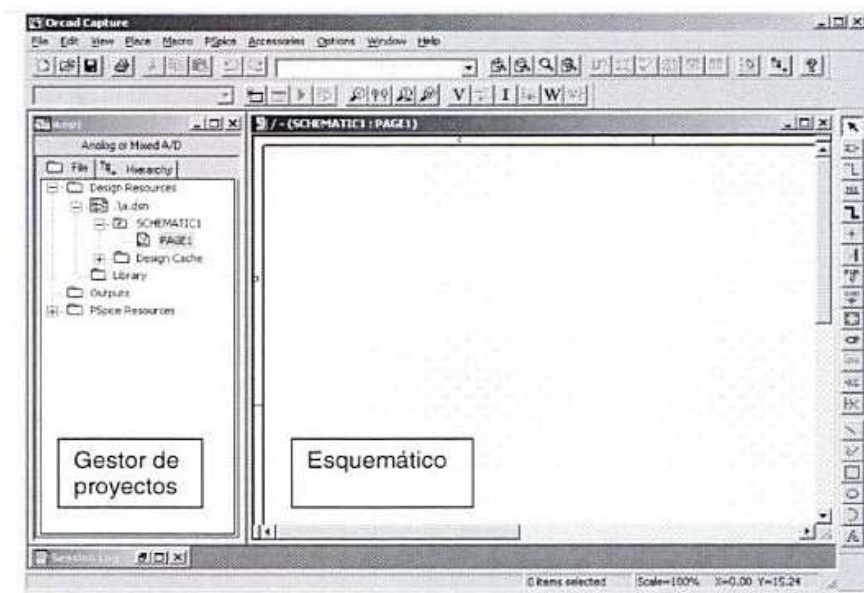 Orcad Capture
File Edit View Place Macro PSpice Accessories Options Window Help
V I W
/ - (SCHEMATIC1 : PAGE1)
Analog or Mixed A/D
File Hierarchy
Design Resources
.\a.dsn
SCHEMATIC1
PAGE1
Design Cache
Library
Outputs
PSpice Resources
Gestor de
proyectos
Esquemático
Session Log
0 items selected Scale=100% X=0.00 Y=15.24